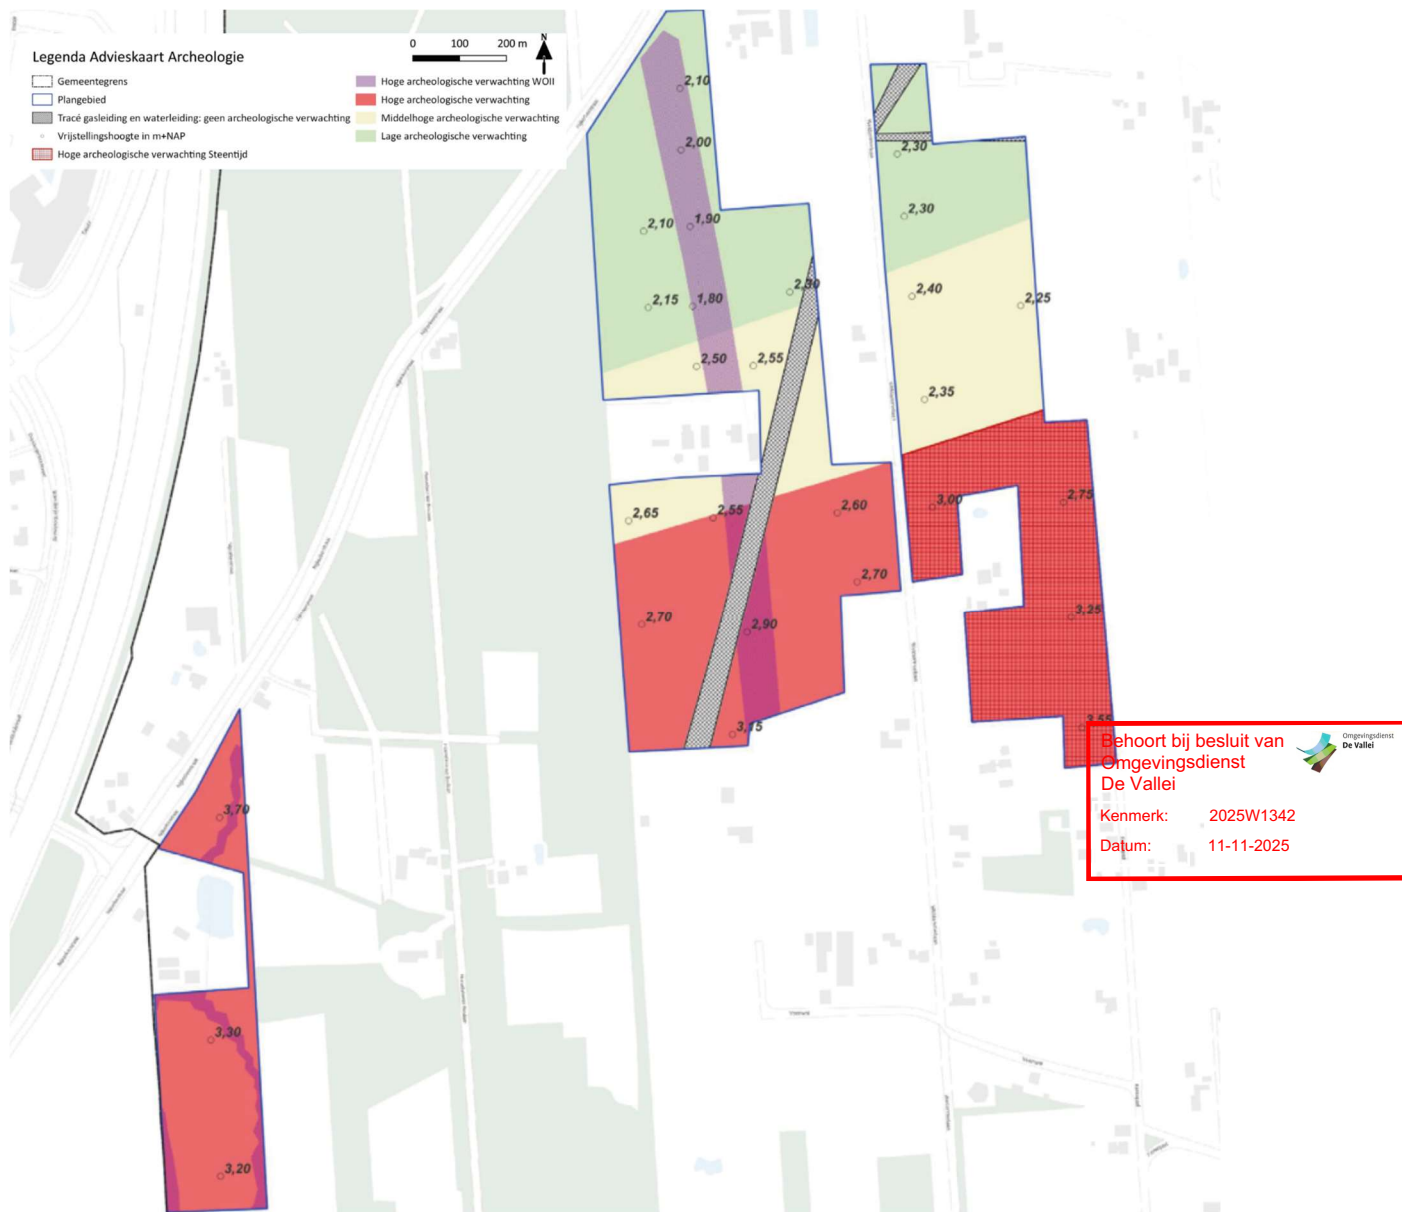 Legenda Advieskaart Archeologie
Gemeentegrens
Plangebied
Tracé gasleiding en waterleiding: geen archeologische verwachting
Vrijstellingshoogte in m+NAP
Hoge archeologische verwachting Steentijd
Hoge archeologische verwachting WOII
Hoge archeologische verwachting
Middelhoge archeologische verwachting
Lage archeologische verwachting
0 100 200 m
N
2,10
2,00
2,10
1,90
2,15
1,80
2,30
2,50
2,55
2,30
2,30
2,40
2,25
2,35
2,65
2,55
2,60
2,70
2,70
2,90
3,15
3,00
2,75
3,25
3,55
3,70
3,30
3,20
Behoort bij besluit van
Omgevingsdienst
De Vallei
Kenmerk: 2025W1342
Datum: 11-11-2025
Omgevingsdienst
De Vallei